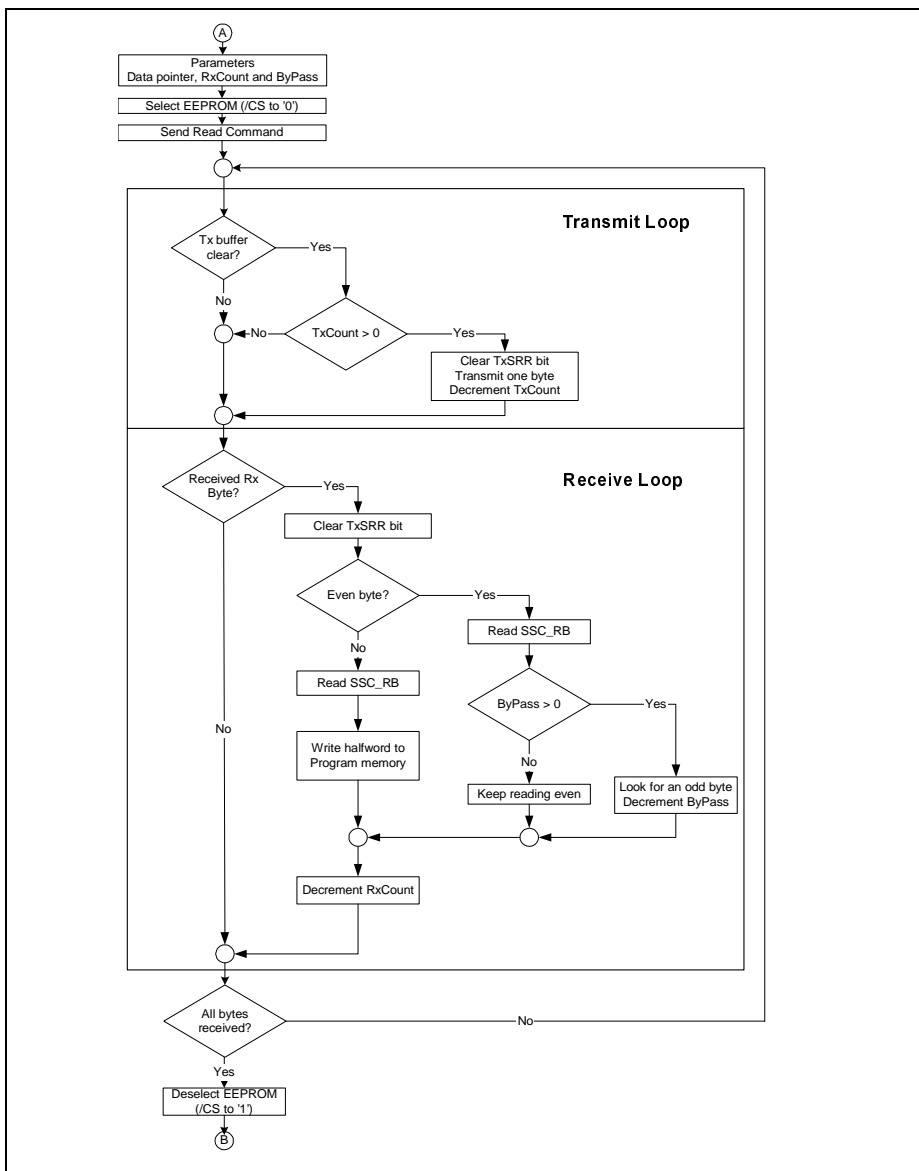 A
Parameters
Data pointer, RxCount and ByPass
Select EEPROM (/CS to '0')
Send Read Command
Transmit Loop
Tx buffer
clear?
Yes
No
No
TxCount > 0
Yes
Clear TxSRR bit
Transmit one byte
Decrement TxCount
Receive Loop
Received Rx
Byte?
Yes
Clear TxSRR bit
Even byte?
Yes
Read SSC_RB
No
Read SSC_RB
ByPass > 0
Yes
No
Write halfword to
Program memory
No
Keep reading even
Look for an odd byte
Decrement ByPass
Decrement RxCount
All bytes
received?
No
Yes
Deselect EEPROM
(/CS to '1')
B